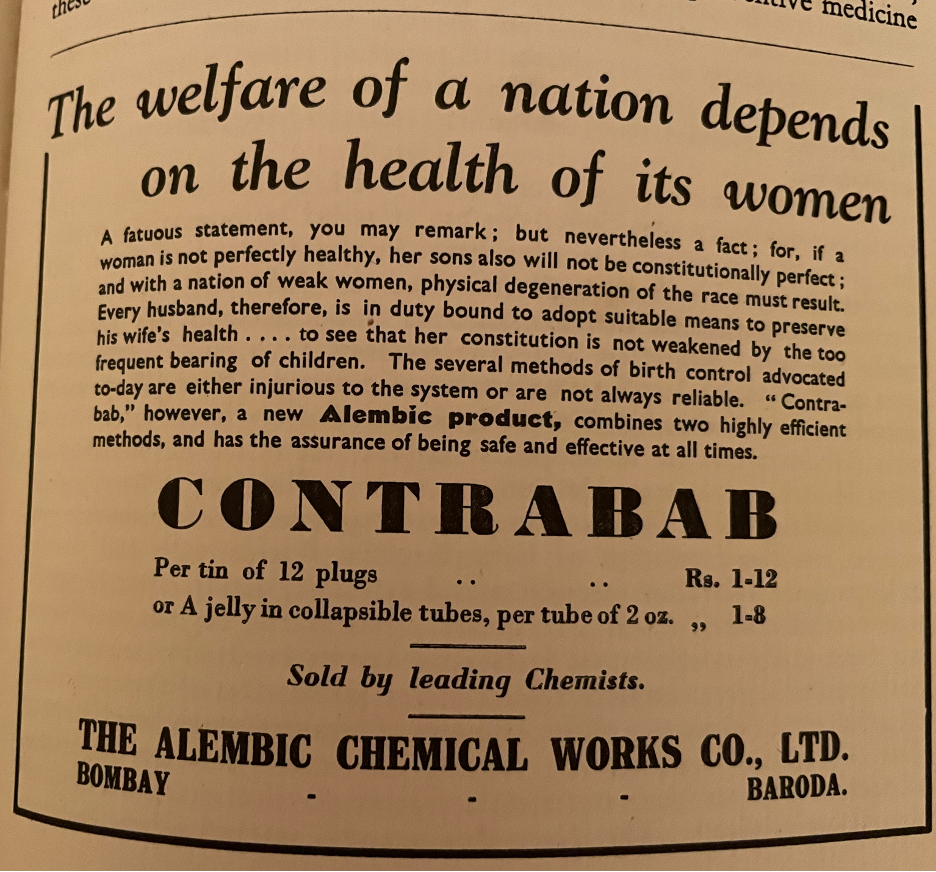 these
ntive medicine
The welfare of a nation depends
on the health of its women
A fatuous statement, you may remark; but nevertheless a fact; for, if a
woman is not perfectly healthy, her sons also will not be constitutionally perfect;
and with a nation of weak women, physical degeneration of the race must result.
Every husband, therefore, is in duty bound to adopt suitable means to preserve
his wife's health .... to see that her constitution is not weakened by the too
frequent bearing of children. The several methods of birth control advocated
to-day are either injurious to the system or are not always reliable. "Contra-
bab," however, a new Alembic product, combines two highly efficient
methods, and has the assurance of being safe and effective at all times.
CONTRABAB
Per tin of 12 plugs .. .. Rs. 1-12
or A jelly in collapsible tubes, per tube of 2 oz. „ 1-8
Sold by leading Chemists.
THE ALEMBIC CHEMICAL WORKS CO., LTD.
BOMBAY - - - BARODA.